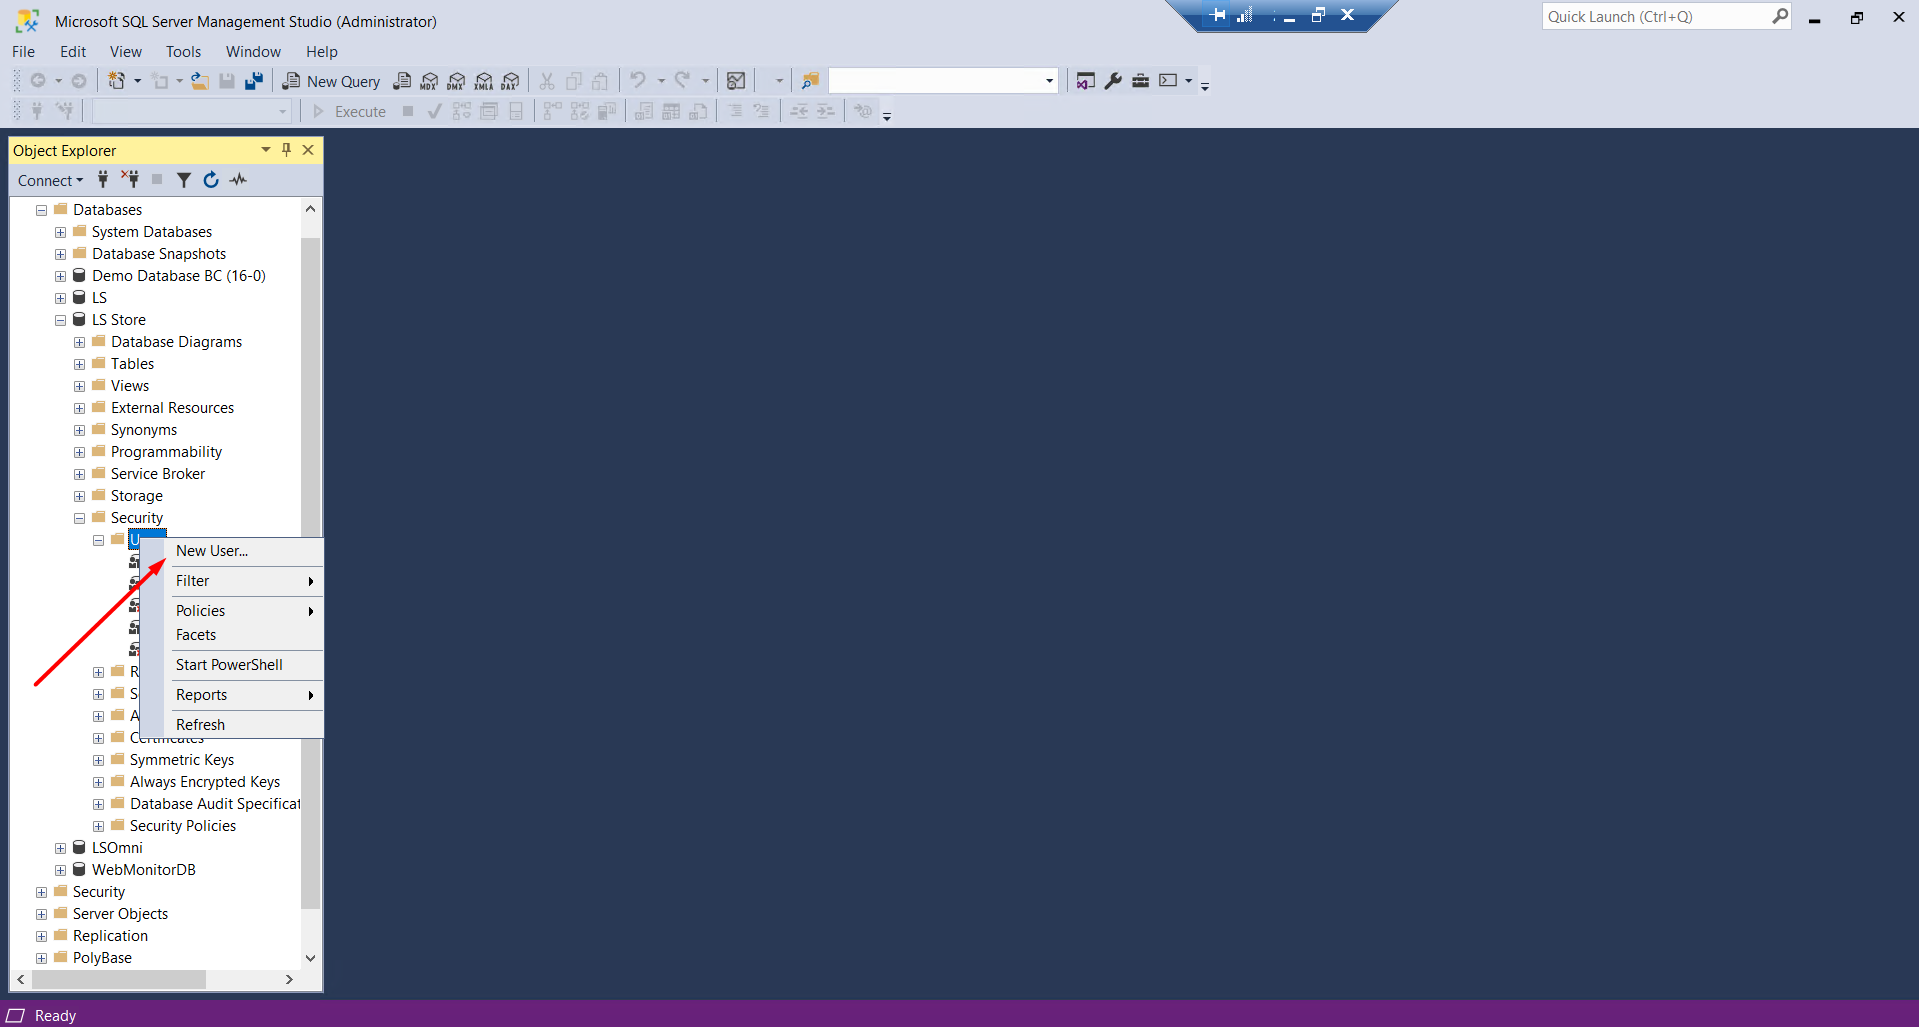 Microsoft SQL Server Management Studio (Administrator)
Quick Launch (Ctrl+Q)
File Edit View Tools Window Help
New Query MDX DMX XMLA DAX
Execute
Object Explorer
Connect
Databases
System Databases
Database Snapshots
Demo Database BC (16-0)
LS
LS Store
Database Diagrams
Tables
Views
External Resources
Synonyms
Programmability
Service Broker
Storage
Security
U
New User...
Filter
Policies
Facets
Start PowerShell
R
S
Reports
A
Refresh
Certificates
Symmetric Keys
Always Encrypted Keys
Database Audit Specificat
Security Policies
LSOmni
WebMonitorDB
Security
Server Objects
Replication
PolyBase
Ready